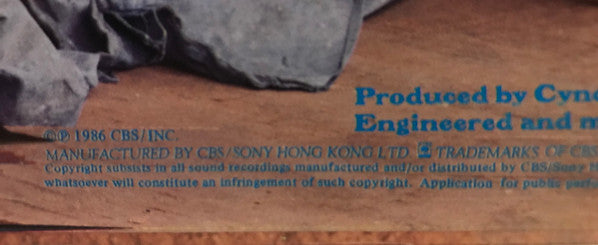 Produced by Cyn
Engineered and m
©℗ 1986 CBS/INC.
MANUFACTURED BY CBS/SONY HONG KONG LTD. TRADEMARKS OF CBS
Copyright subsists in all sound recordings manufactured and/or distributed by CBS/Sony H
whatsoever will constitute an infringement of such copyright. Application for public perf